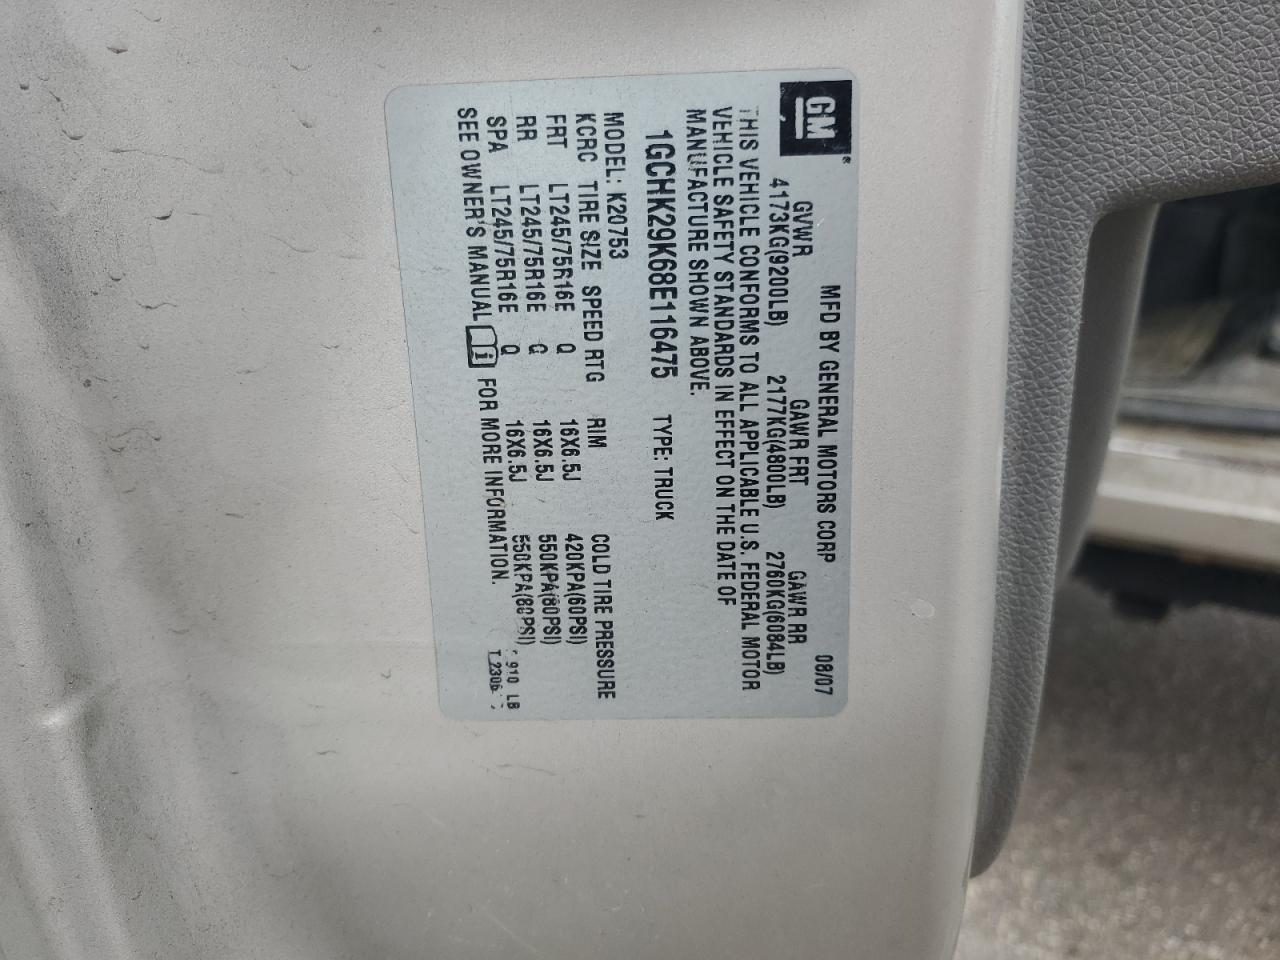 GM
MFD BY GENERAL MOTORS CORP 08/07
GVWR GAWR FRT GAWR RR
4173KG(9200LB) 2177KG(4800LB) 2760KG(6084LB)
THIS VEHICLE CONFORMS TO ALL APPLICABLE U.S. FEDERAL MOTOR
VEHICLE SAFETY STANDARDS IN EFFECT ON THE DATE OF
MANUFACTURE SHOWN ABOVE.
1GCHK29K68E116475 TYPE: TRUCK
MODEL: K20753
KCRC TIRE SIZE SPEED RTG RIM COLD TIRE PRESSURE
FRT LT245/75R16E Q 16X6.5J 420KPA(60PSI)
RR LT245/75R16E Q 16X6.5J 550KPA(80PSI)
SPA LT245/75R16E Q 16X6.5J 550KPA(80PSI)
SEE OWNER'S MANUAL i FOR MORE INFORMATION.
910 LB
T 2306